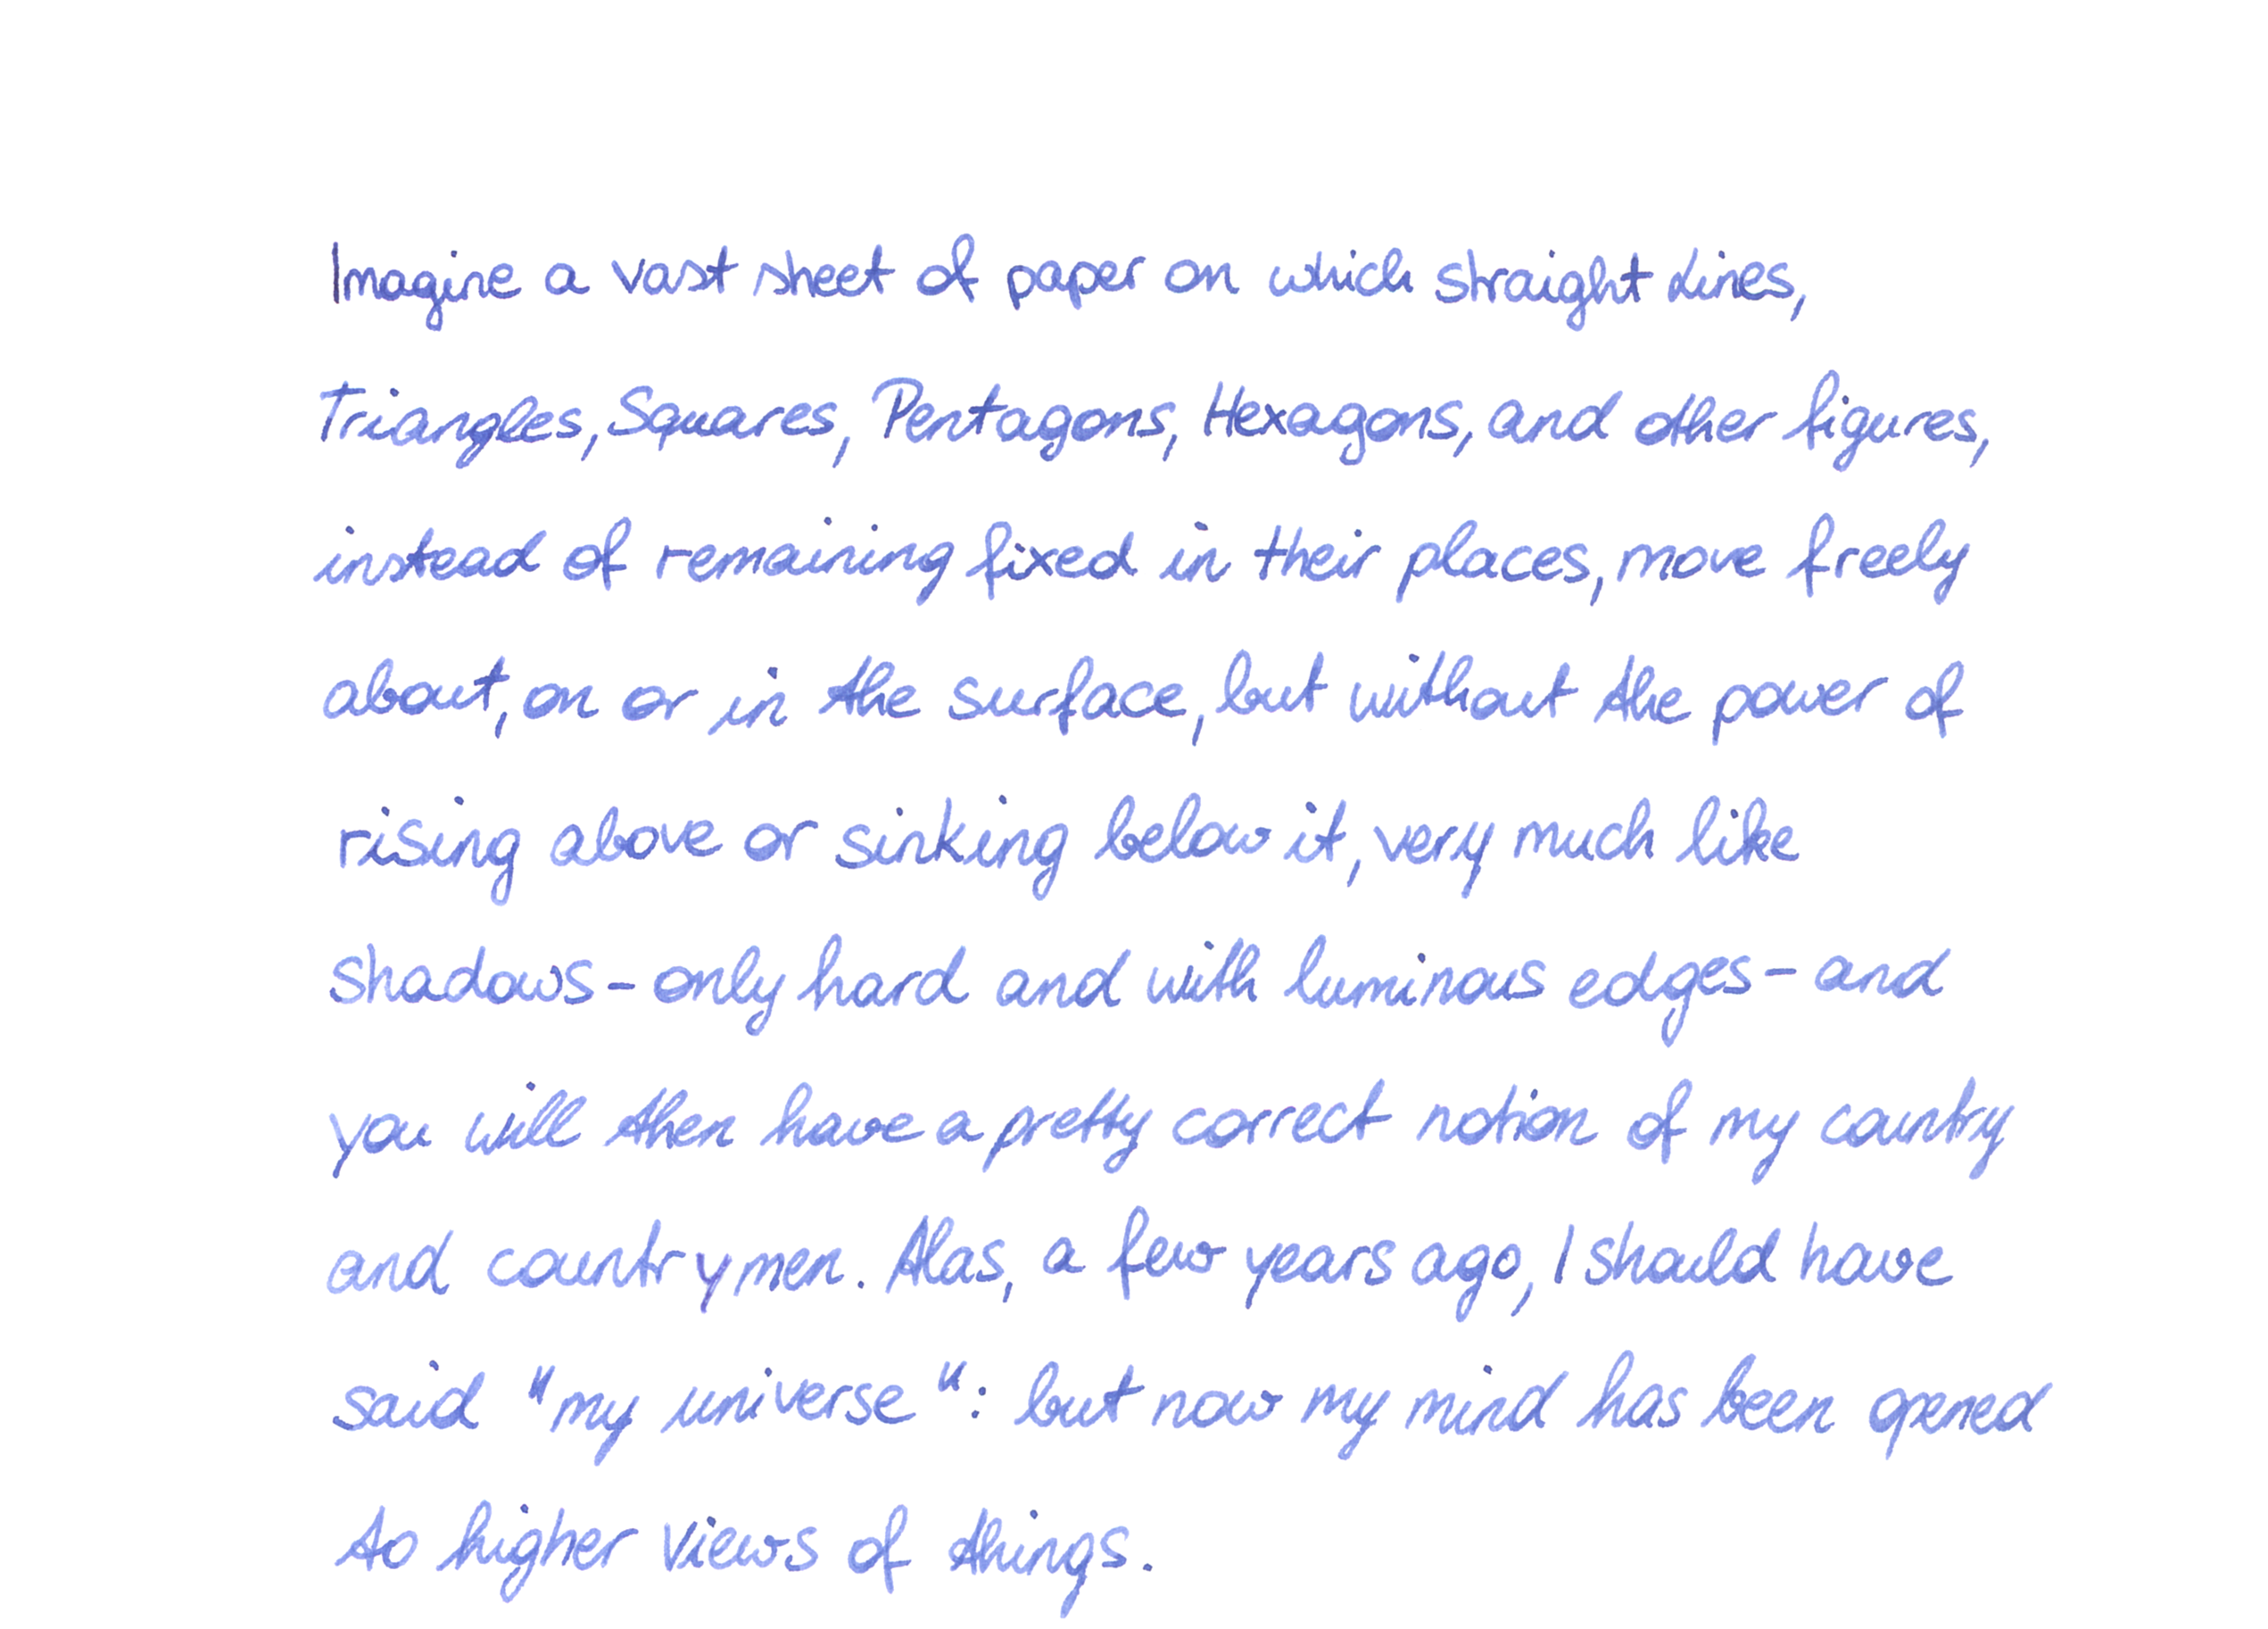 Imagine a vast sheet of paper on which straight Lines,
Triangles, Squares, Pentagons, Hexagons, and other figures,
instead of remaining fixed in their places, move freely
about, on or in the surface, but without the power of
rising above or sinking below it, very much like
shadows - only hard and with luminous edges - and
you will then have a pretty correct notion of my country
and countrymen. Alas, a few years ago, I should have
said "my universe": but now my mind has been opened
to higher views of things.